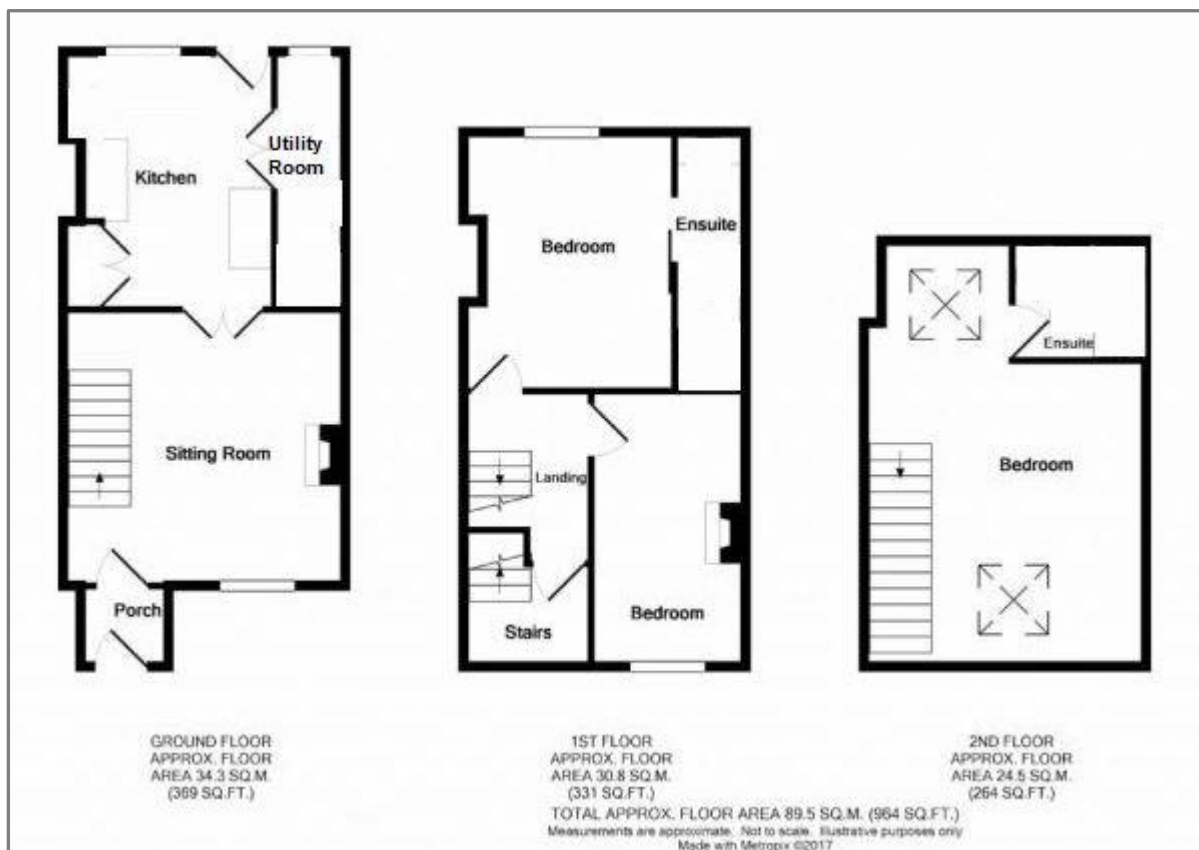 Kitchen
Utility
Room
Sitting Room
Porch
Bedroom
Ensuite
Landing
Stairs
Bedroom
Ensuite
Bedroom
GROUND FLOOR
APPROX. FLOOR
AREA 34.3 SQ.M.
(369 SQ.FT.)
1ST FLOOR
APPROX. FLOOR
AREA 30.8 SQ.M.
(331 SQ.FT.)
2ND FLOOR
APPROX. FLOOR
AREA 24.5 SQ.M.
(264 SQ.FT.)
TOTAL APPROX. FLOOR AREA 89.5 SQ.M. (964 SQ.FT.)
Measurements are approximate. Not to scale. Illustrative purposes only
Made with Metropix ©2017